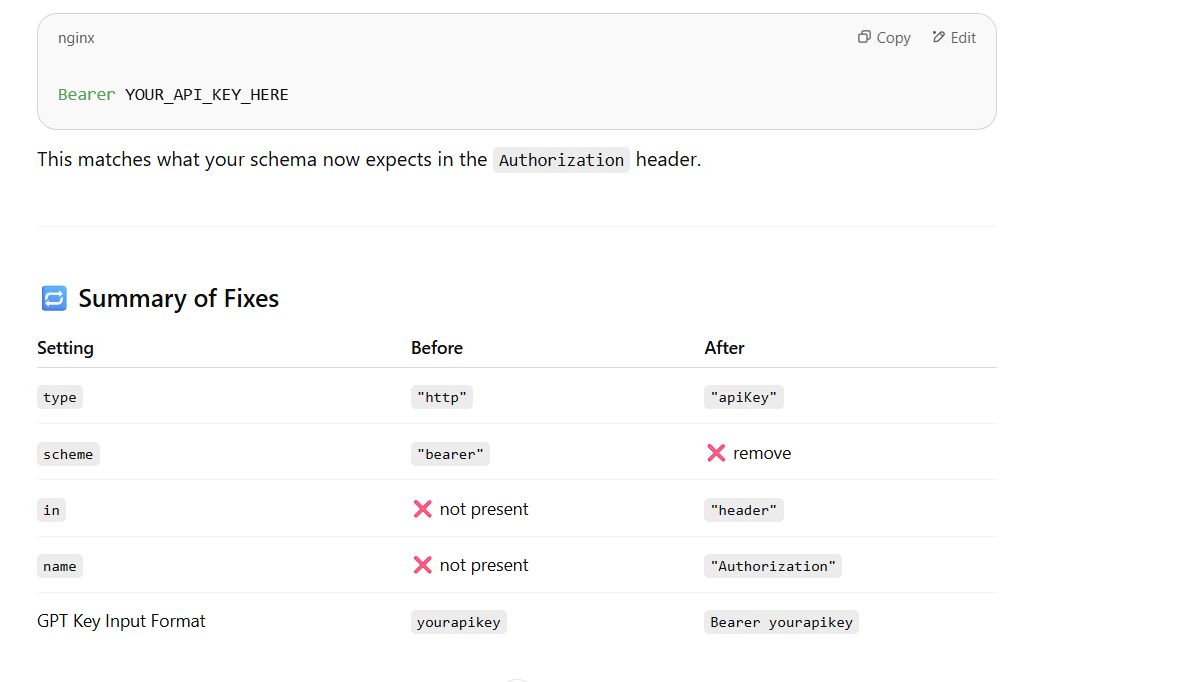 nginx
Copy
Edit
Bearer YOUR_API_KEY_HERE
This matches what your schema now expects in the Authorization header.
Summary of Fixes
Setting Before After
type "http" "apiKey"
scheme "bearer" ❌ remove
in ❌ not present "header"
name ❌ not present "Authorization"
GPT Key Input Format yourapikey Bearer yourapikey